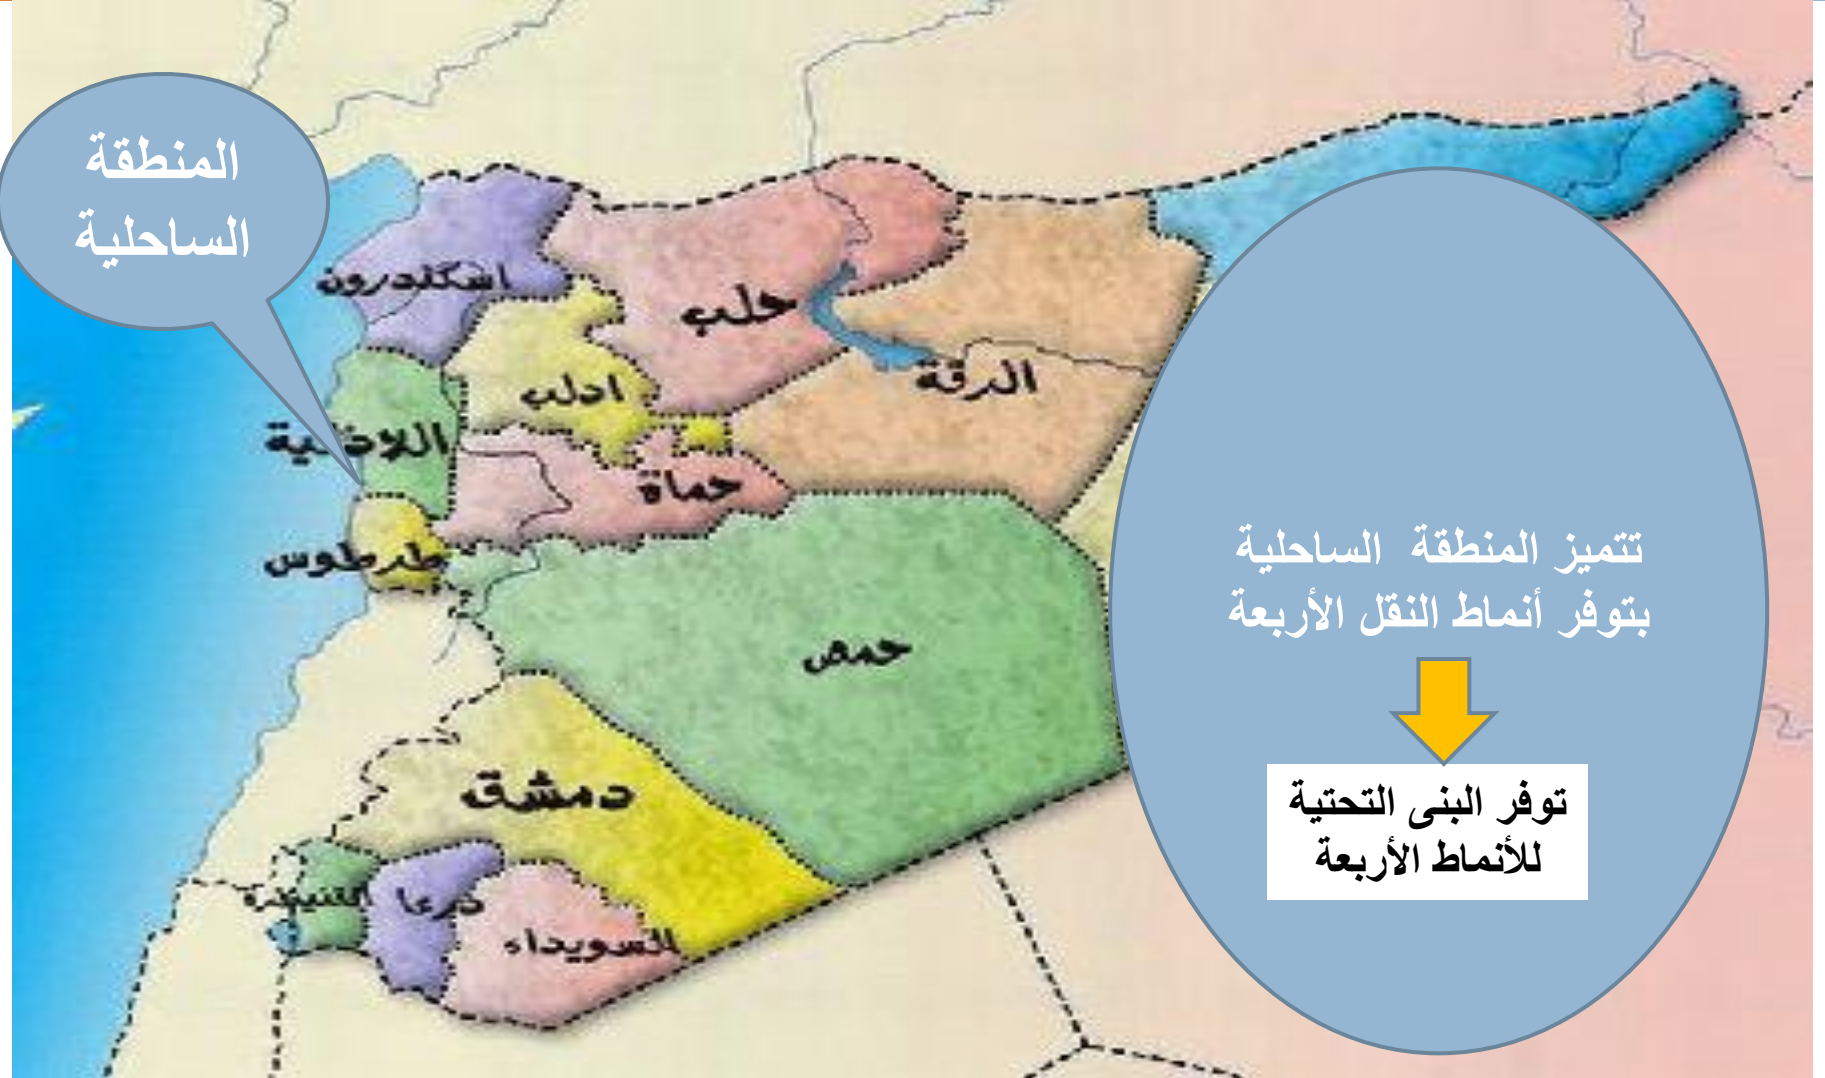 المنطقة
الساحلية
اسكندرون
حلب
الرقة
ادلب
اللاذقية
حماة
طرطوس
حمص
دمشق
القنيطرة
درعا
السويداء
تتميز المنطقة الساحلية
بتوفر أنماط النقل الأربعة
توفر البنى التحتية
للأنماط الأربعة